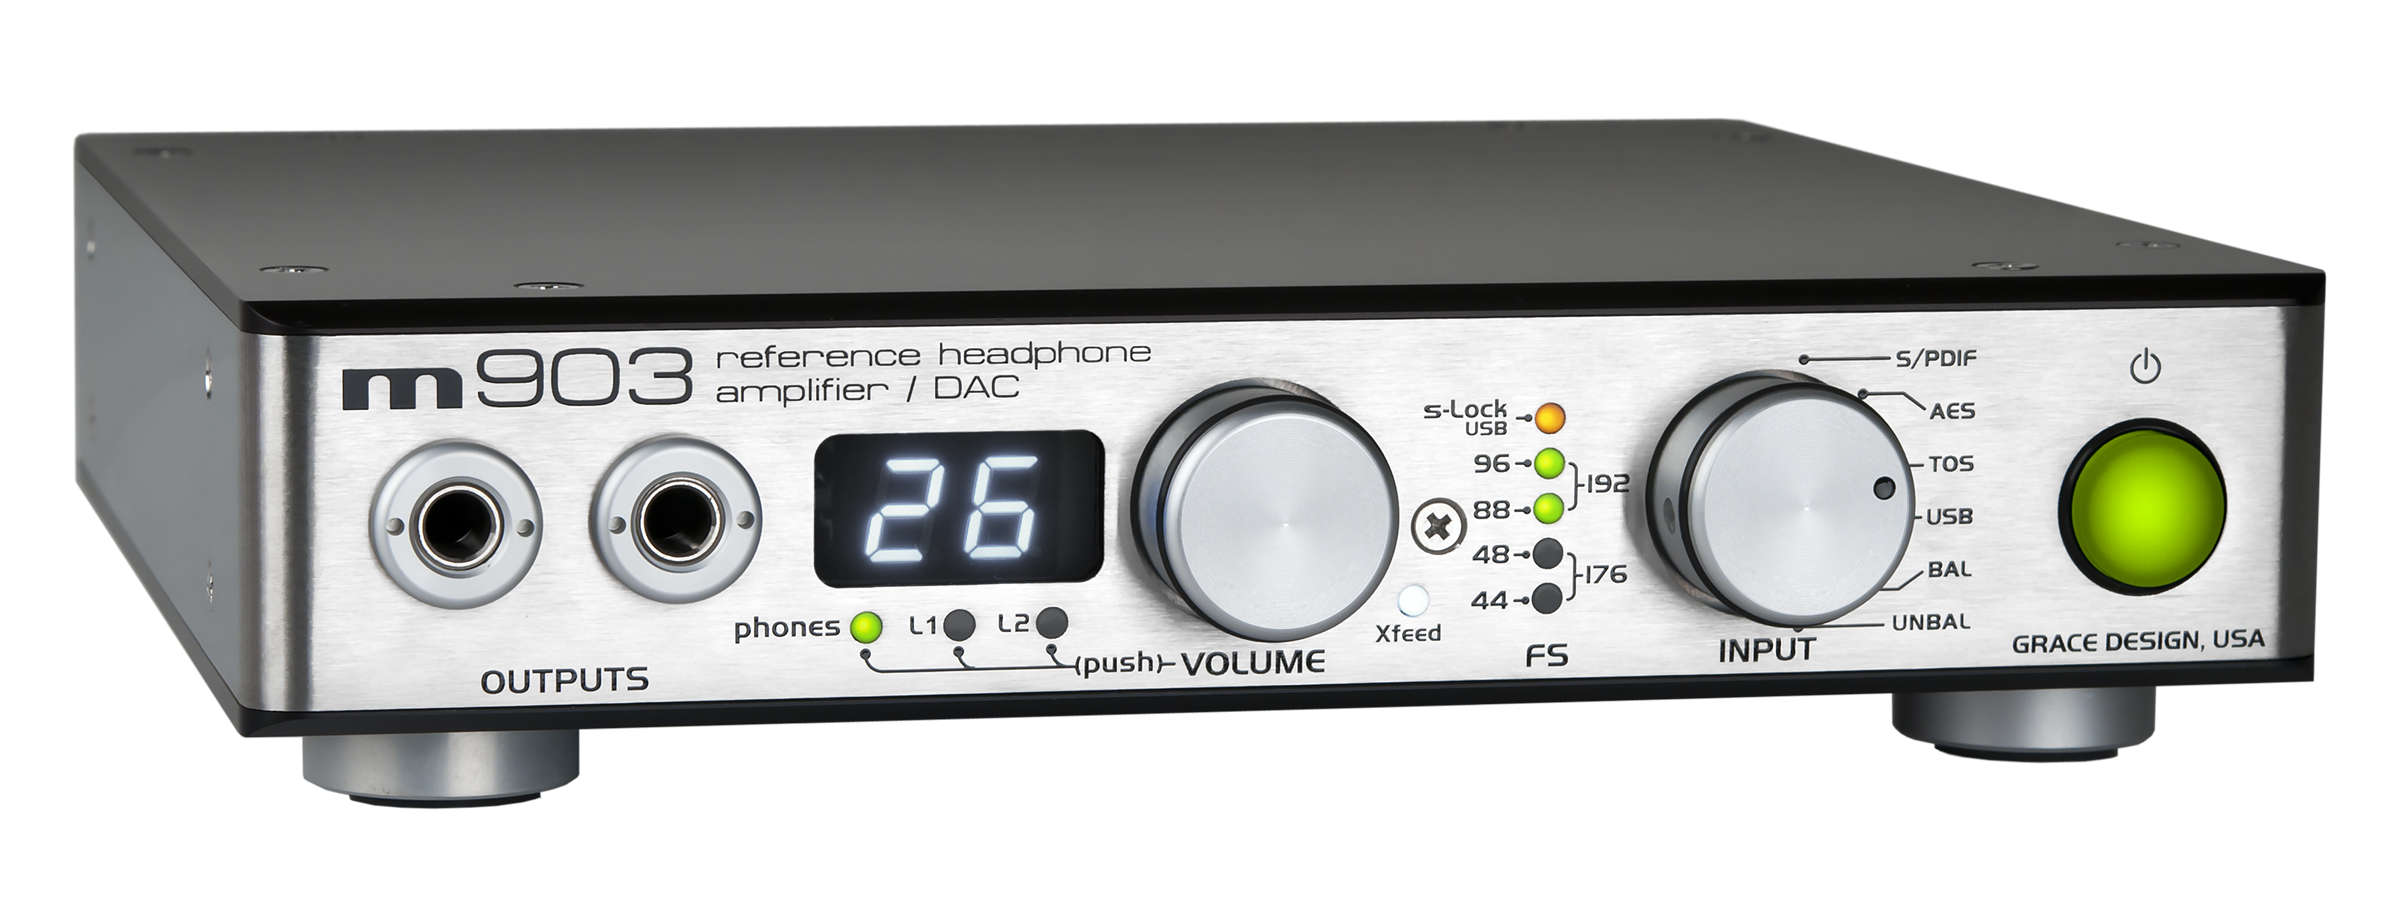 m903 reference headphone
amplifier / DAC
26
phones L1 L2
(push) VOLUME
OUTPUTS
Xfeed
s-Lock
USB
96
192
88
48
176
44
FS
S/PDIF
AES
TOS
USB
BAL
UNBAL
INPUT
GRACE DESIGN, USA